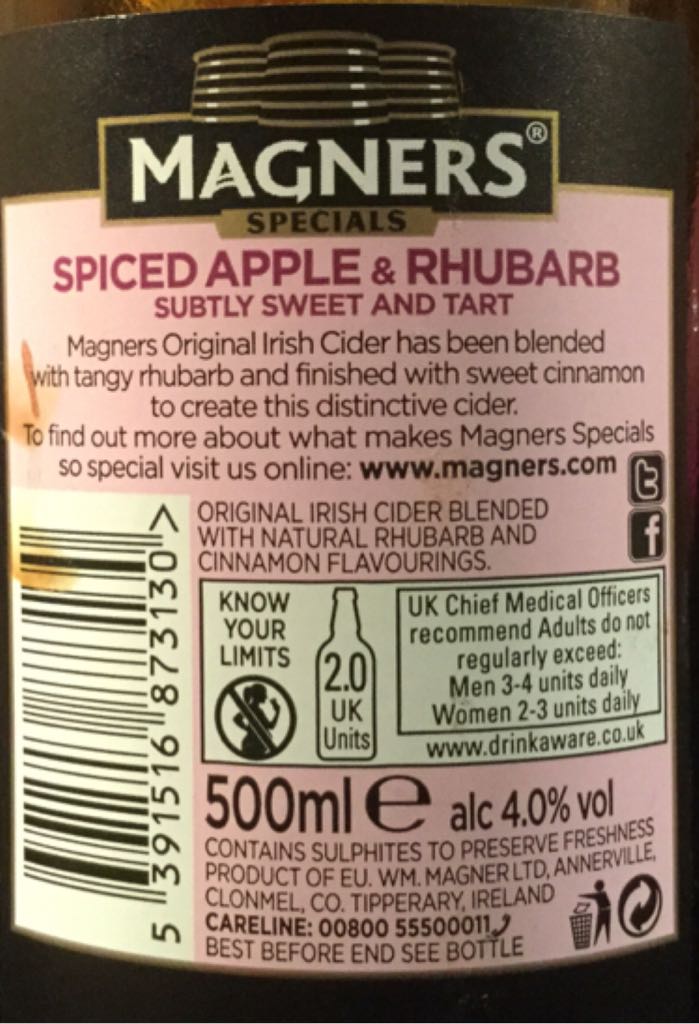 MAGNERS®
SPECIALS
SPICED APPLE & RHUBARB
SUBTLY SWEET AND TART
Magners Original Irish Cider has been blended
with tangy rhubarb and finished with sweet cinnamon
to create this distinctive cider.
To find out more about what makes Magners Specials
so special visit us online: www.magners.com
ORIGINAL IRISH CIDER BLENDED
WITH NATURAL RHUBARB AND
CINNAMON FLAVOURINGS.
KNOW
YOUR
LIMITS
2.0
UK
Units
UK Chief Medical Officers
recommend Adults do not
regularly exceed:
Men 3-4 units daily
Women 2-3 units daily
www.drinkaware.co.uk
500ml e alc 4.0% vol
CONTAINS SULPHITES TO PRESERVE FRESHNESS
PRODUCT OF EU. WM. MAGNER LTD, ANNERVILLE,
CLONMEL, CO. TIPPERARY, IRELAND
CARELINE: 00800 55500011
BEST BEFORE END SEE BOTTLE
5 391516 873130 >